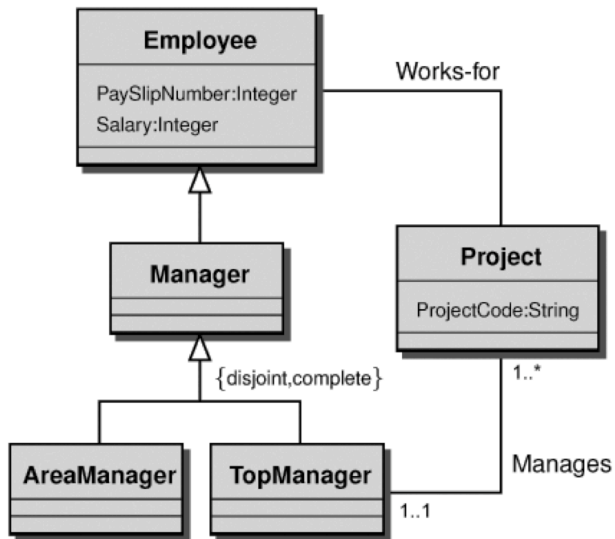 Employee
PaySlipNumber:Integer
Salary:Integer
Works-for
Manager
Project
ProjectCode:String
{disjoint,complete}
1..*
AreaManager
TopManager
Manages
1..1